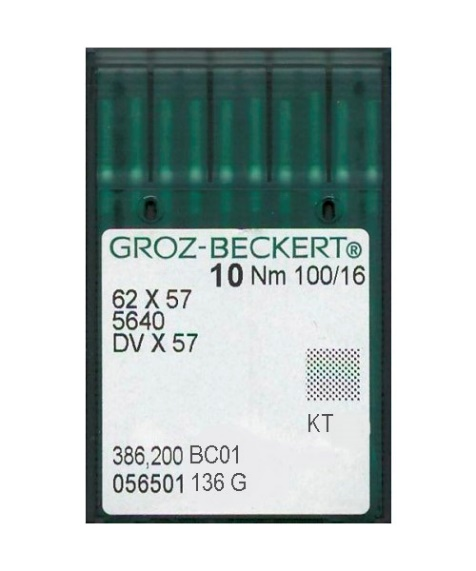 GROZ-BECKERT®
10 Nm 100/16
62 X 57
5640
DV X 57
KT
386,200 BC01
056501 136 G